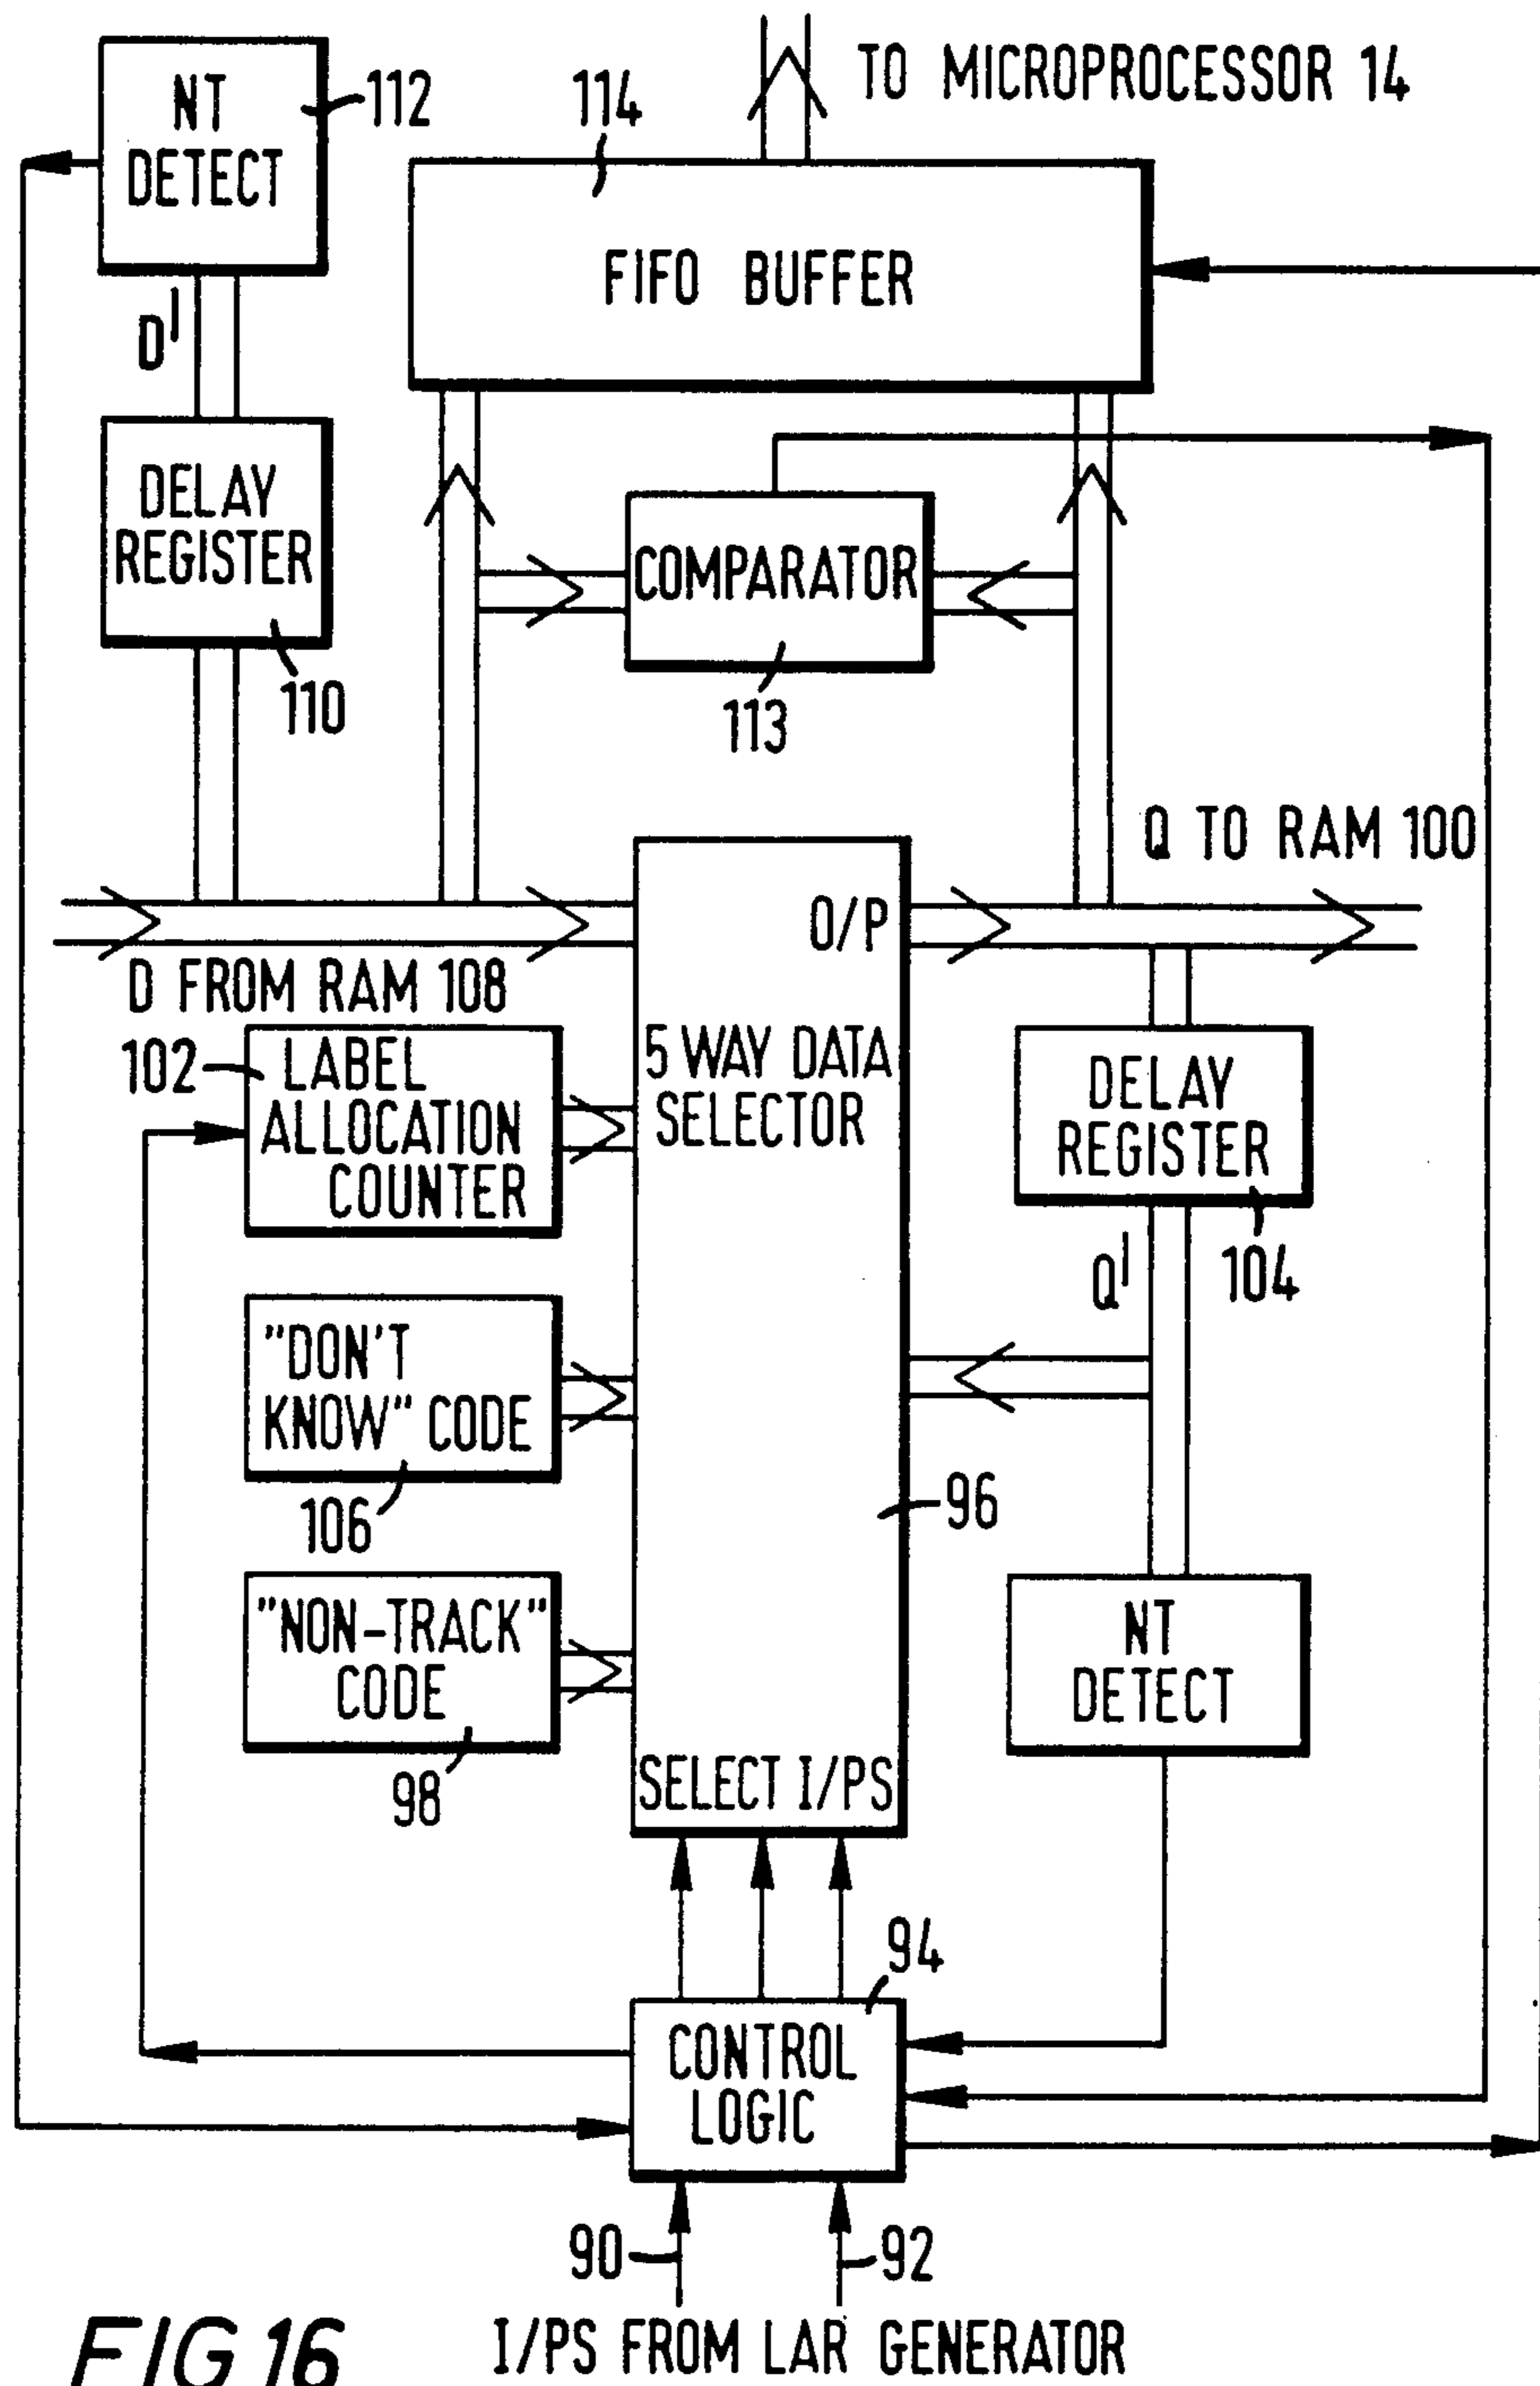 TO MICROPROCESSOR 14
NT
DETECT
112
114
FIFO BUFFER
D'
DELAY
REGISTER
110
COMPARATOR
113
Q TO RAM 100
O/P
D FROM RAM 108
102
LABEL
ALLOCATION
COUNTER
5 WAY DATA
SELECTOR
DELAY
REGISTER
104
Q'
"DON'T
KNOW" CODE
106
96
"NON-TRACK"
CODE
98
NT
DETECT
SELECT I/PS
94
CONTROL
LOGIC
90
92
I/PS FROM LAR GENERATOR
FIG 16